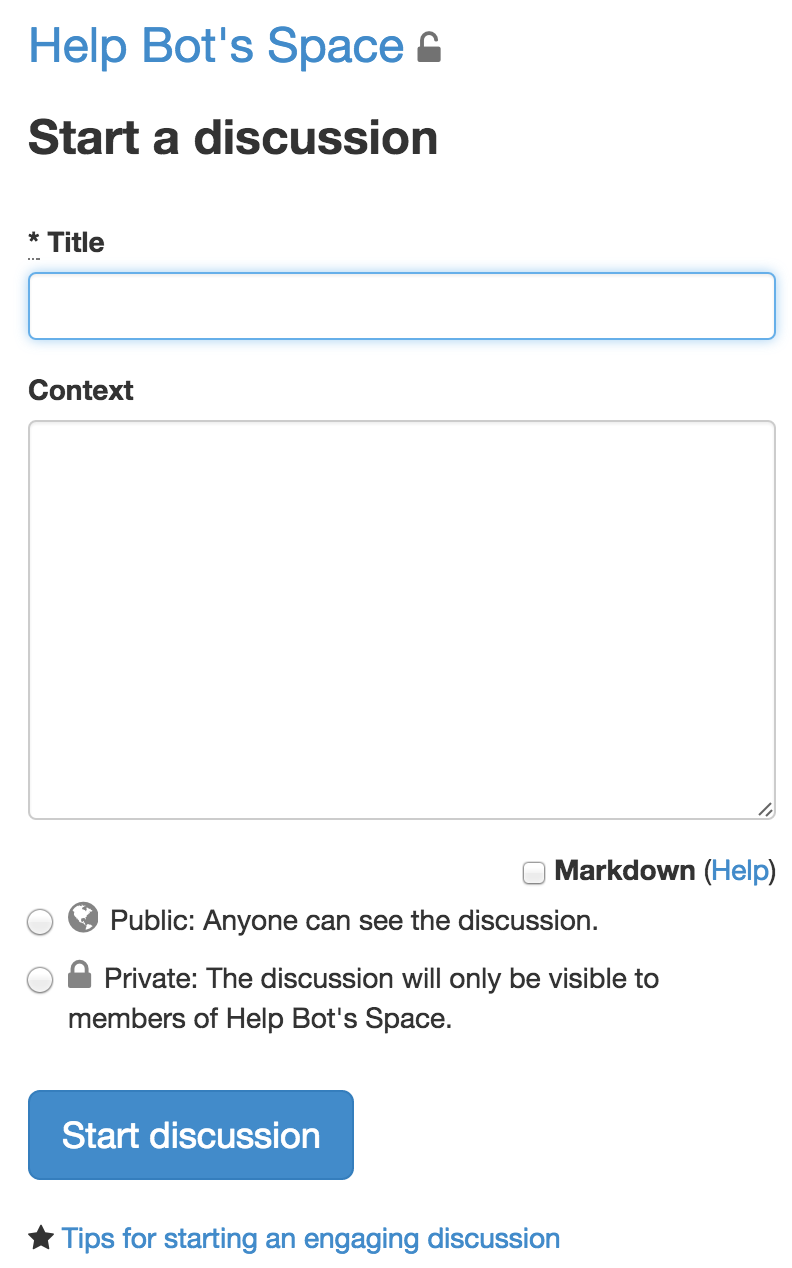 Help Bot's Space
Start a discussion
* Title
Context
Markdown (Help)
Public: Anyone can see the discussion.
Private: The discussion will only be visible to
members of Help Bot's Space.
Start discussion
Tips for starting an engaging discussion